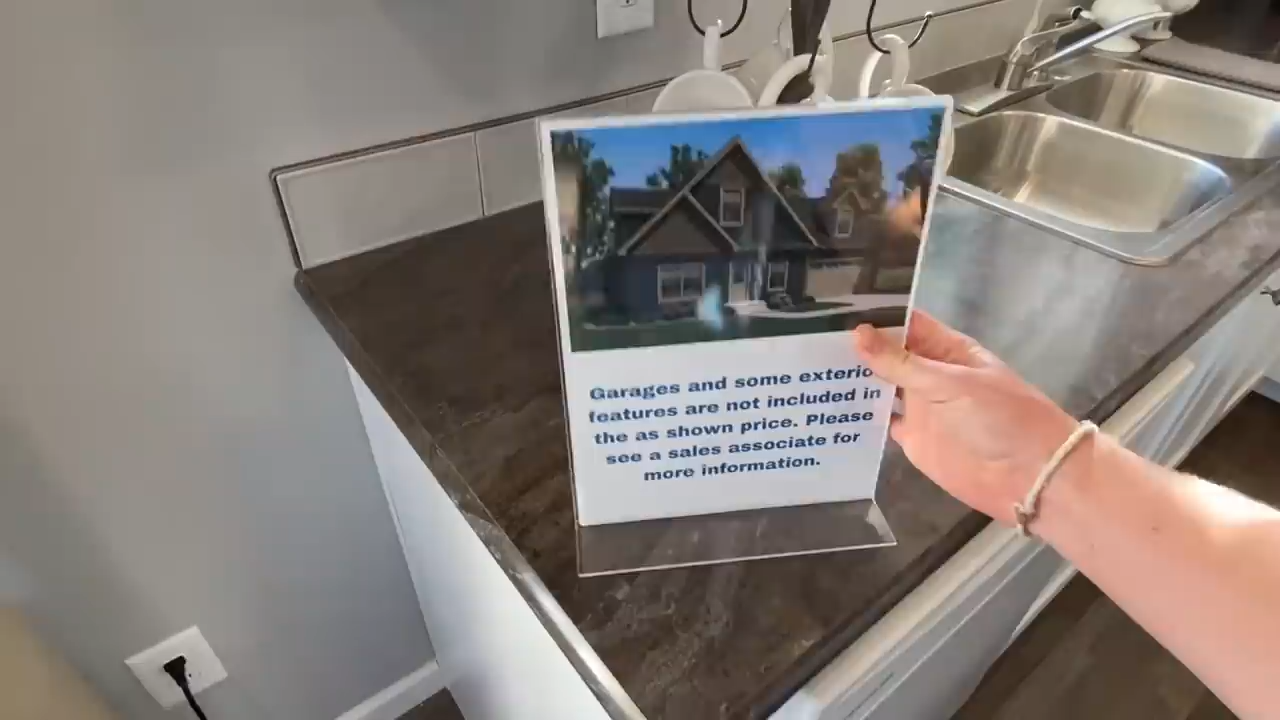 Garages and some exterio
features are not included in
the as shown price. Please
see a sales associate for
more information.